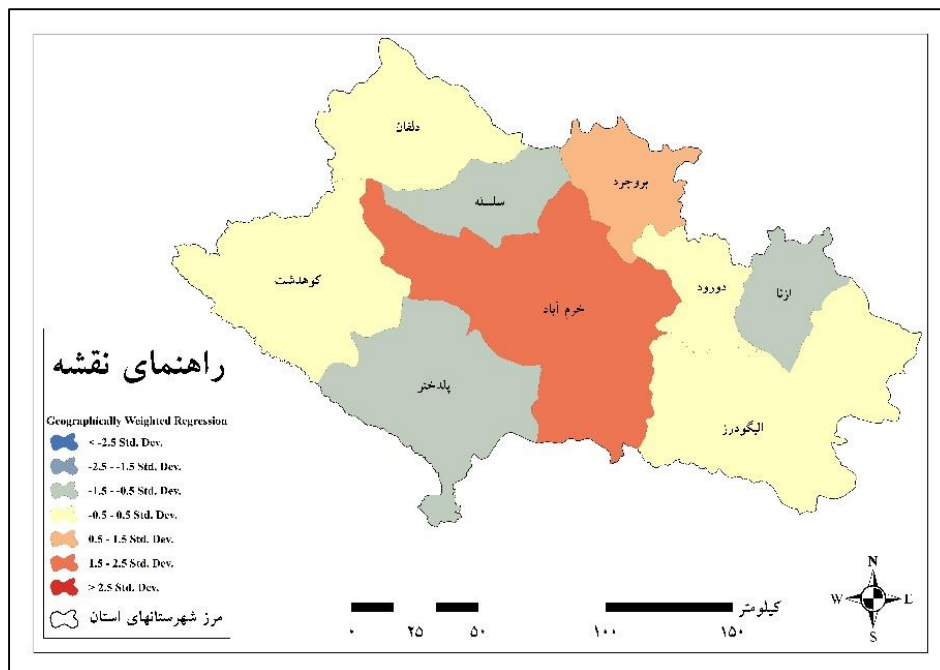 دلفان
بروجرد
سلسله
ازنا
دورود
کوهدشت
خرم آباد
پلدختر
الیگودرز
راهنمای نقشه
Geographically Weighted Regression
< -2.5 Std. Dev.
-2.5 - -1.5 Std. Dev.
-1.5 - -0.5 Std. Dev.
-0.5 - 0.5 Std. Dev.
0.5 - 1.5 Std. Dev.
1.5 - 2.5 Std. Dev.
> 2.5 Std. Dev.
مرز شهرستانهای استان
کیلومتر
۰ ۲۵ ۵۰ ۱۰۰ ۱۵۰
N
W E
S